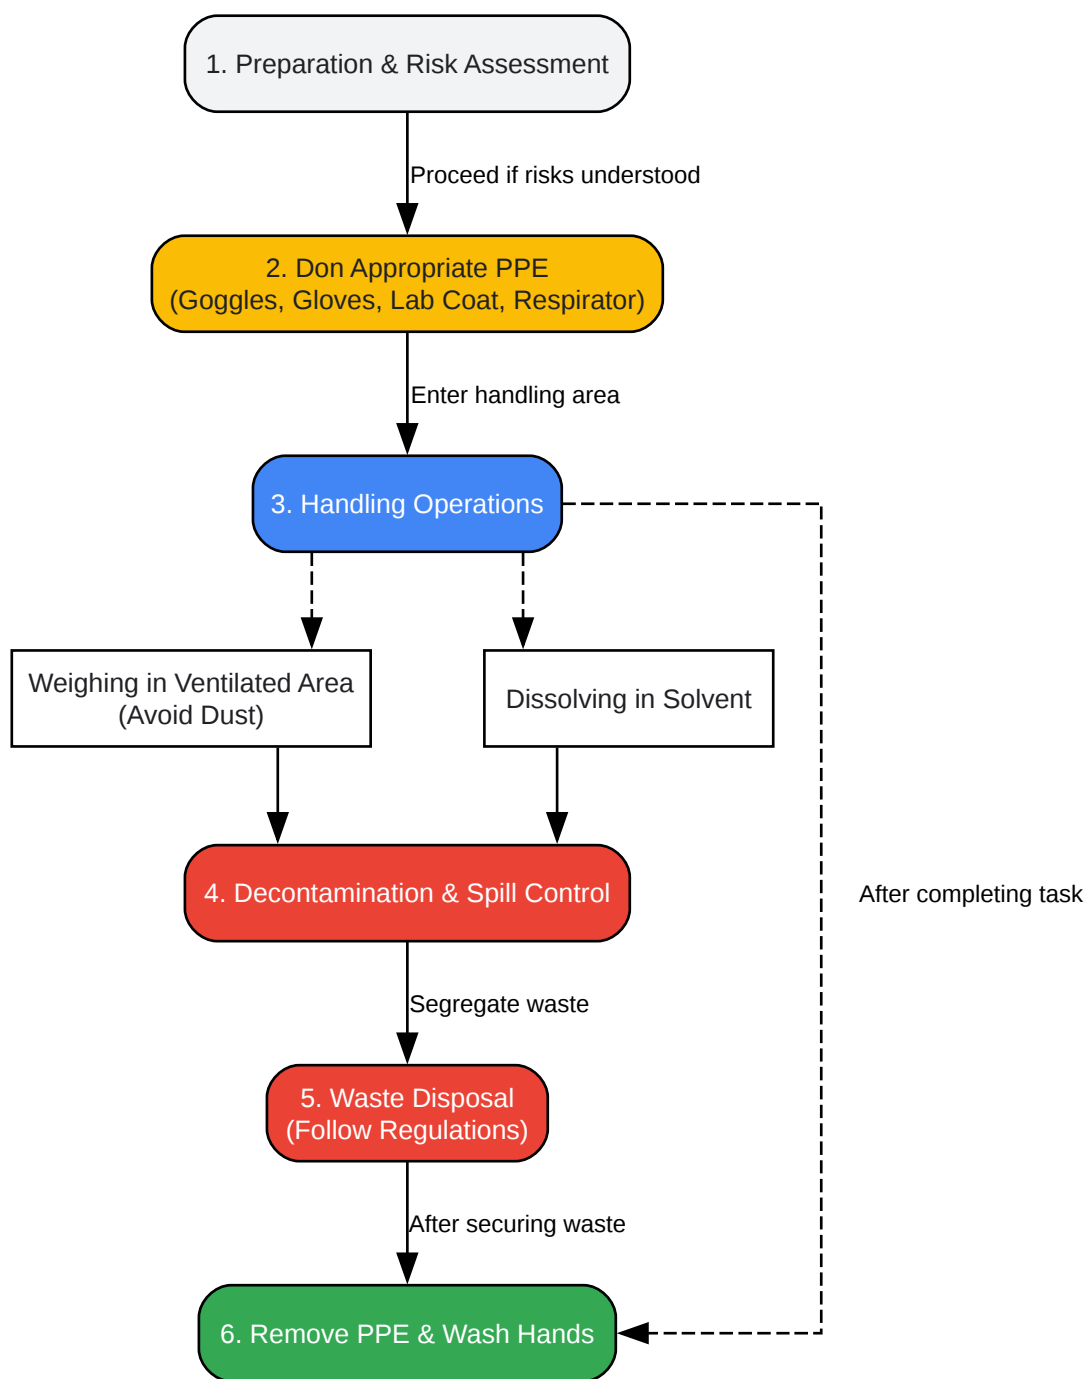 1. Preparation & Risk Assessment
Proceed if risks understood
2. Don Appropriate PPE
(Goggles, Gloves, Lab Coat, Respirator)
Enter handling area
3. Handling Operations
Weighing in Ventilated Area
(Avoid Dust)
Dissolving in Solvent
4. Decontamination & Spill Control
After completing task
Segregate waste
5. Waste Disposal
(Follow Regulations)
After securing waste
6. Remove PPE & Wash Hands